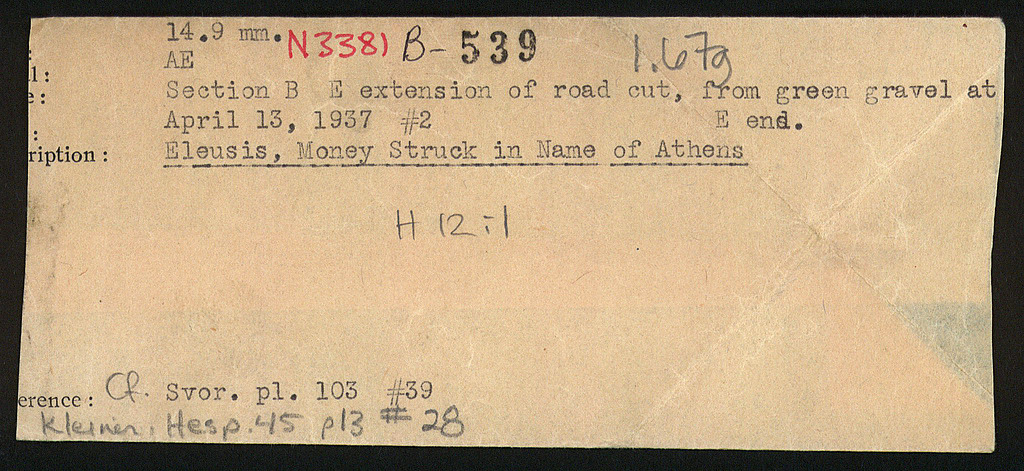 14.9 mm. N3381 B- 539 1.67g
l: AE
e: Section B E extension of road cut, from green gravel at
: April 13, 1937 #2 E end.
ription: Eleusis, Money Struck in Name of Athens
H 12:1
erence: Cf. Svor. pl. 103 #39
Kleiner, Hesp. 45 p13 # 28